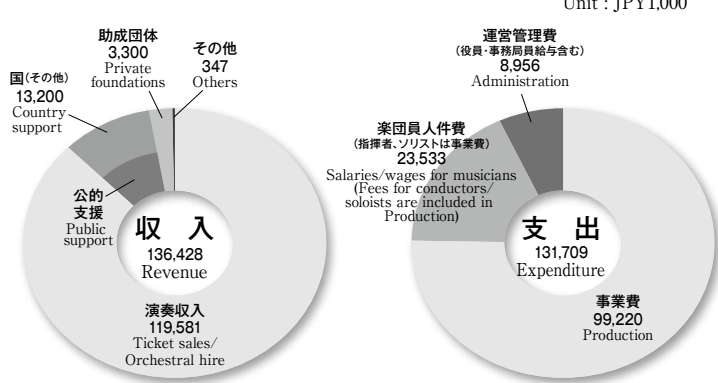 Unit : JPY1,000
助成団体
3,300
Private
foundations
その他
347
Others
国(その他)
13,200
Country
support
公的
支援
Public
support
収 入
136,428
Revenue
演奏収入
119,581
Ticket sales/
Orchestral hire
運営管理費
(役員・事務局員給与含む)
8,956
Administration
楽団員人件費
(指揮者、ソリストは事業費)
23,533
Salaries/wages for musicians
(Fees for conductors/
soloists are included in
Production)
支 出
131,709
Expenditure
事業費
99,220
Production